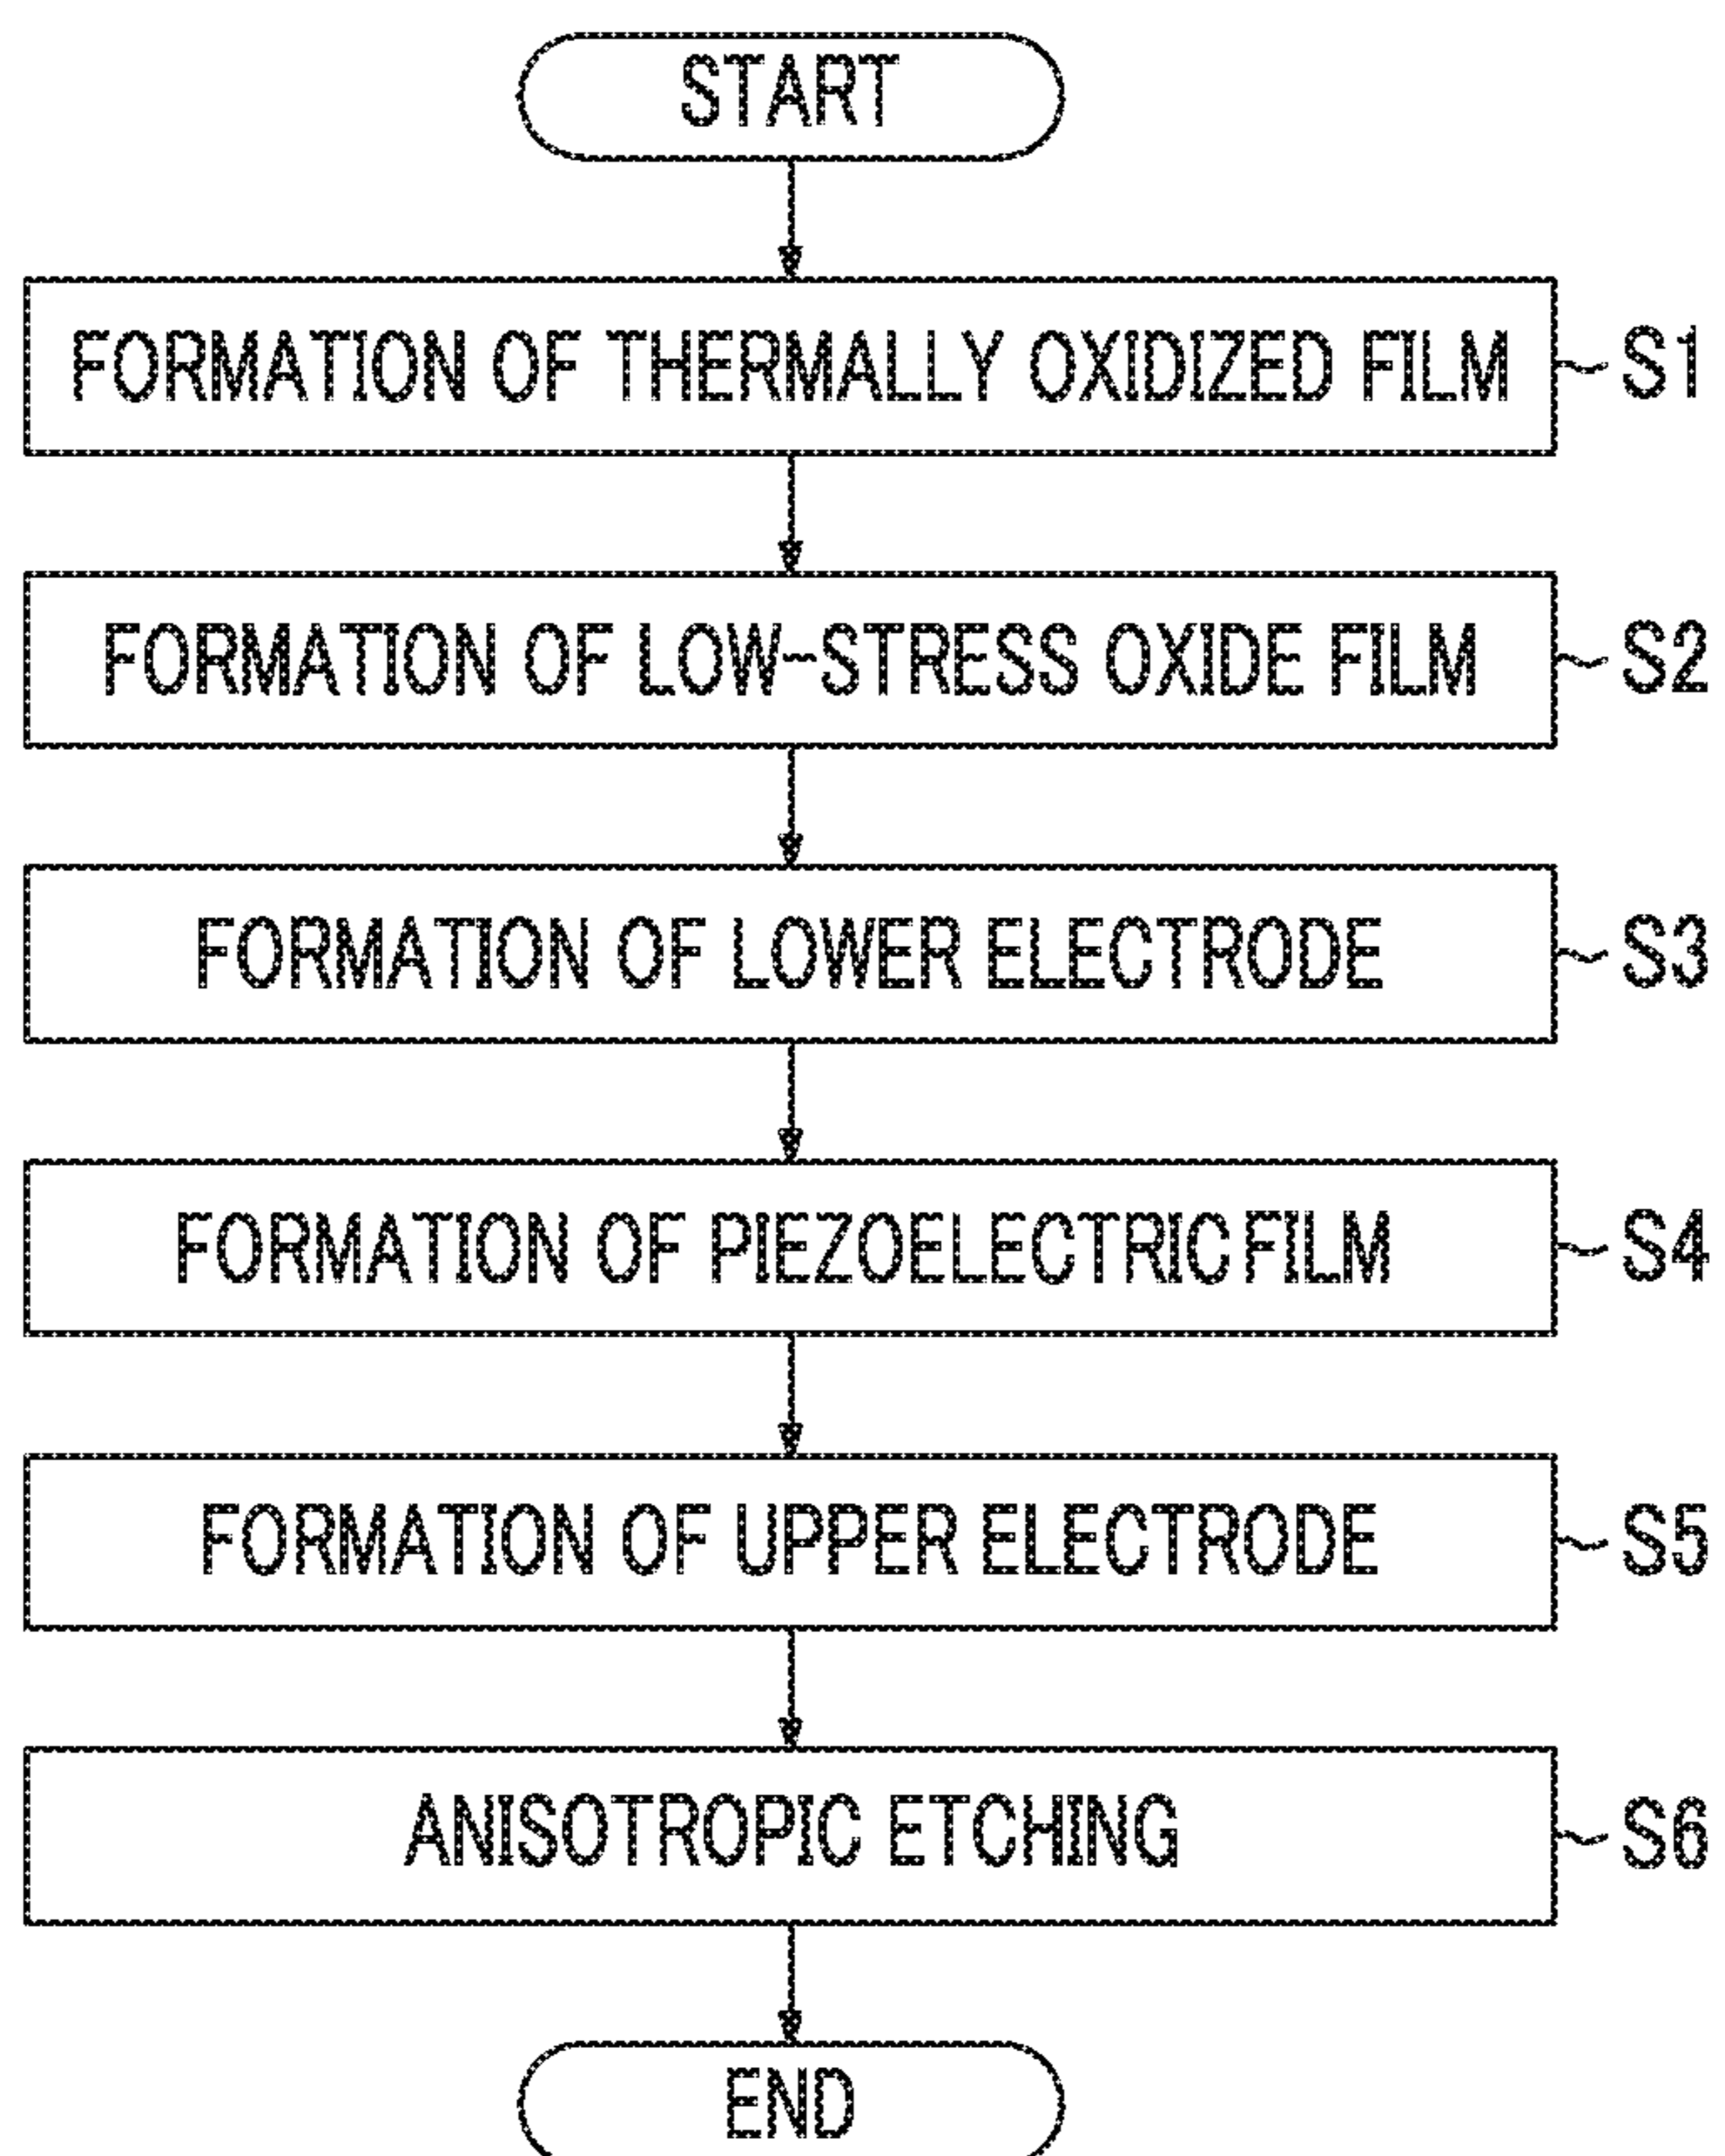 START
FORMATION OF THERMALLY OXIDIZED FILM S1
FORMATION OF LOW-STRESS OXIDE FILM S2
FORMATION OF LOWER ELECTRODE S3
FORMATION OF PIEZOELECTRIC FILM S4
FORMATION OF UPPER ELECTRODE S5
ANISOTROPIC ETCHING S6
END